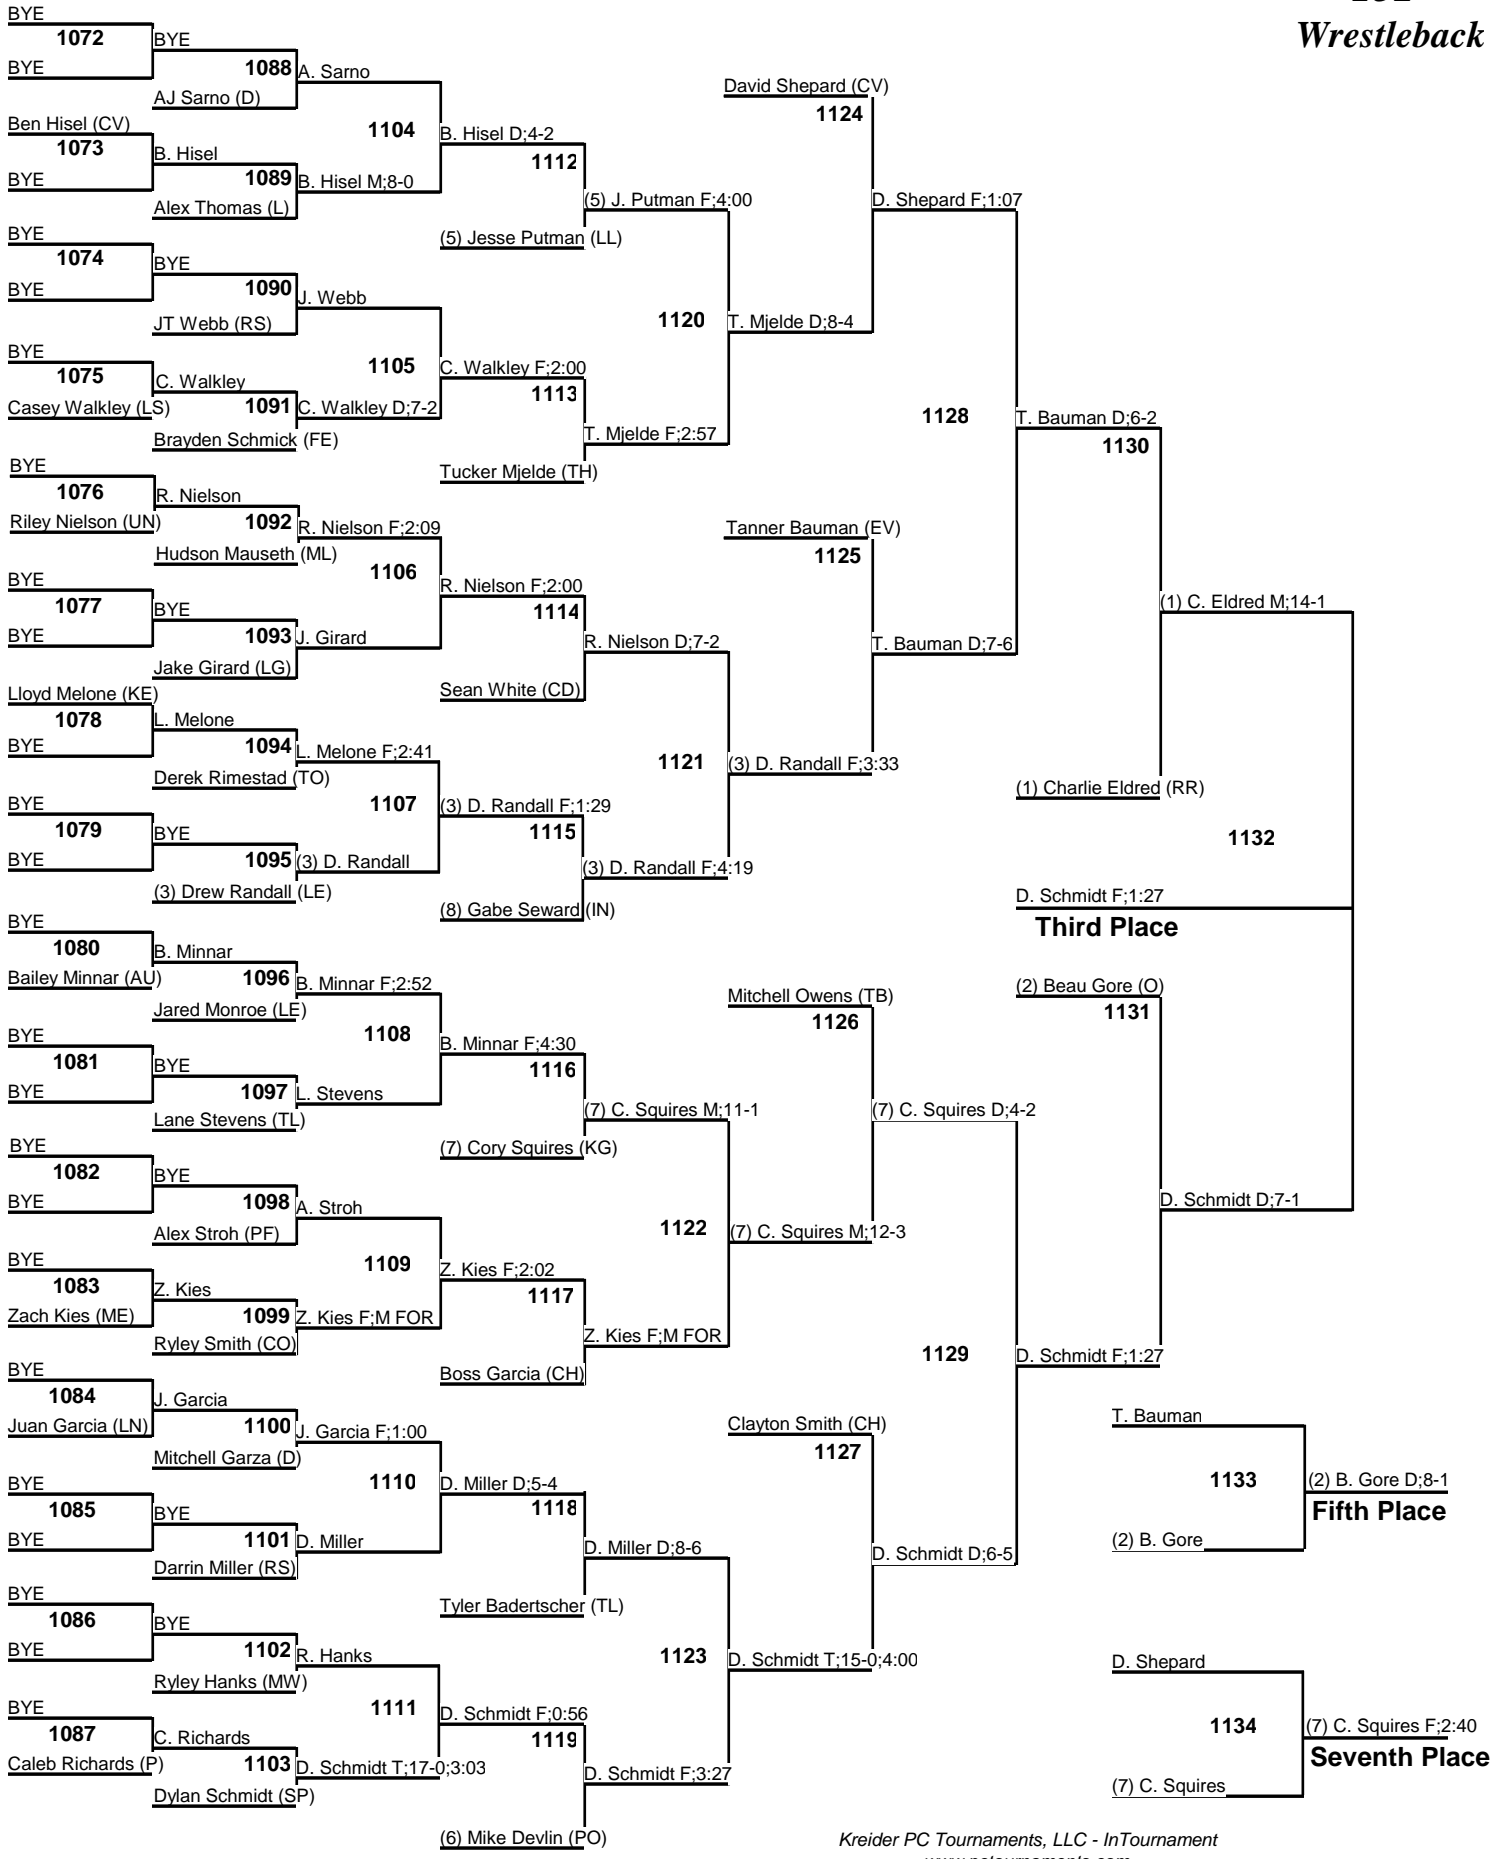 Wrestleback
BYE
1072
BYE
BYE
1088
AJ Sarno (D)
A. Sarno
Ben Hisel (CV)
1073
BYE
B. Hisel
1089
Alex Thomas (L)
B. Hisel M;8-0
1104
B. Hisel D;4-2
1112
(5) Jesse Putman (LL)
(5) J. Putman F;4:00
BYE
1074
BYE
BYE
1090
JT Webb (RS)
J. Webb
BYE
1075
Casey Walkley (LS)
C. Walkley
1091
Brayden Schmick (FE)
C. Walkley D;7-2
1105
C. Walkley F;2:00
1113
Tucker Mjelde (TH)
T. Mjelde F;2:57
1120
T. Mjelde D;8-4
David Shepard (CV)
1124
D. Shepard F;1:07
BYE
1076
Riley Nielson (UN)
R. Nielson
1092
Hudson Mauseth (ML)
R. Nielson F;2:09
BYE
1077
BYE
BYE
1093
Jake Girard (LG)
J. Girard
1106
R. Nielson F;2:00
1114
Sean White (CD)
R. Nielson D;7-2
Lloyd Melone (KE)
1078
BYE
L. Melone
1094
Derek Rimestad (TO)
L. Melone F;2:41
BYE
1079
BYE
BYE
1095
(3) Drew Randall (LE)
(3) D. Randall
1107
(3) D. Randall F;1:29
1115
(8) Gabe Seward (IN)
(3) D. Randall F;4:19
1121
(3) D. Randall F;3:33
Tanner Bauman (EV)
1125
T. Bauman D;7-6
1128
T. Bauman D;6-2
1130
(1) Charlie Eldred (RR)
(1) C. Eldred M;14-1
1132
D. Schmidt F;1:27
Third Place
BYE
1080
Bailey Minnar (AU)
B. Minnar
1096
Jared Monroe (LE)
B. Minnar F;2:52
BYE
1081
BYE
BYE
1097
Lane Stevens (TL)
L. Stevens
1108
B. Minnar F;4:30
1116
(7) Cory Squires (KG)
(7) C. Squires M;11-1
BYE
1082
BYE
BYE
1098
Alex Stroh (PF)
A. Stroh
BYE
1083
Zach Kies (ME)
Z. Kies
1099
Ryley Smith (CO)
Z. Kies F;M FOR
1109
Z. Kies F;2:02
1117
Boss Garcia (CH)
Z. Kies F;M FOR
1122
(7) C. Squires M;12-3
Mitchell Owens (TB)
1126
(7) C. Squires D;4-2
(2) Beau Gore (O)
1131
D. Schmidt D;7-1
BYE
1084
Juan Garcia (LN)
J. Garcia
1100
Mitchell Garza (D)
J. Garcia F;1:00
BYE
1085
BYE
BYE
1101
Darrin Miller (RS)
D. Miller
1110
D. Miller D;5-4
1118
Tyler Badertscher (TL)
D. Miller D;8-6
BYE
1086
BYE
BYE
1102
Ryley Hanks (MW)
R. Hanks
BYE
1087
Caleb Richards (P)
C. Richards
1103
Dylan Schmidt (SP)
D. Schmidt T;17-0;3:03
1111
D. Schmidt F;0:56
1119
(6) Mike Devlin (PO)
D. Schmidt F;3:27
1123
D. Schmidt T;15-0;4:00
Clayton Smith (CH)
1127
D. Schmidt D;6-5
1129
D. Schmidt F;1:27
T. Bauman
1133
(2) B. Gore
(2) B. Gore D;8-1
Fifth Place
D. Shepard
1134
(7) C. Squires
(7) C. Squires F;2:40
Seventh Place
Kreider PC Tournaments, LLC - InTournament